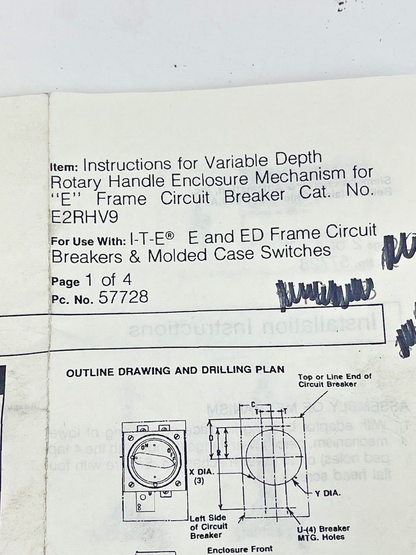 Item: Instructions for Variable Depth
Rotary Handle Enclosure Mechanism for
"E" Frame Circuit Breaker Cat. No.
E2RHV9
For Use With: I-T-E® E and ED Frame Circuit
Breakers & Molded Case Switches
Page 1 of 4
Pc. No. 57728
Installation Instructions
OUTLINE DRAWING AND DRILLING PLAN
Top or Line End of
Circuit Breaker
C
T T
D
R S
X DIA.
(3)
Y DIA.
Left Side
of Circuit
Breaker
U-(4) Breaker
MTG. Holes
Enclosure Front